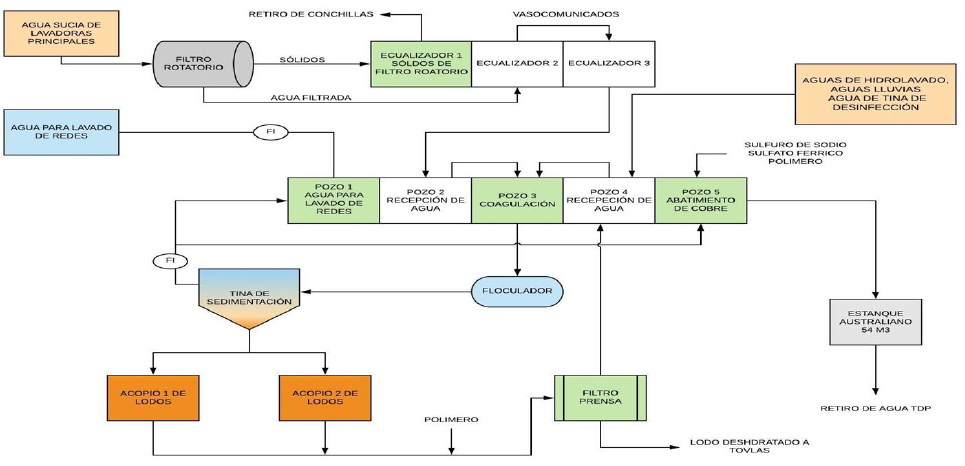 RETIRO DE CONCHILLAS
VASOCOMUNICADOS
AGUA SUCIA DE
LAVADORAS
PRINCIPALES
FILTRO
ROTATORIO
SÓLIDOS
ECUALIZADOR 1
SÓLDOS DE
FILTRO ROATORIO
ECUALIZADOR 2
ECUALIZADOR 3
AGUA FILTRADA
AGUAS DE HIDROLAVADO,
AGUAS LLUVIAS
AGUA DE TINA DE
DESINFECCIÓN
AGUA PARA LAVADO
DE REDES
FI
SULFURO DE SODIO
SULFATO FERRICO
POLIMERO
POZO 1
AGUA PARA
LAVADO DE
REDES
POZO 2
RECEPCIÓN DE
AGUA
POZO 3
COAGULACIÓN
POZO 4
RECEPECIÓN DE
AGUA
POZO 5
ABATIMIENTO
DE COBRE
FI
TINA DE
SEDIMENTACIÓN
FLOCULADOR
ESTANQUE
AUSTRALIANO
54 M3
ACOPIO 1 DE
LODOS
ACOPIO 2 DE
LODOS
FILTRO
PRENSA
POLIMERO
RETIRO DE AGUA TDP
LODO DESHDRATADO A
TOVLAS